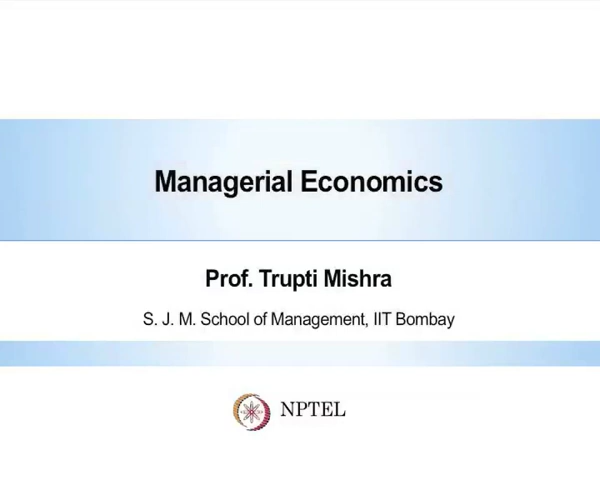 Managerial Economics
Prof. Trupti Mishra
S. J. M. School of Management, IIT Bombay
NPTEL